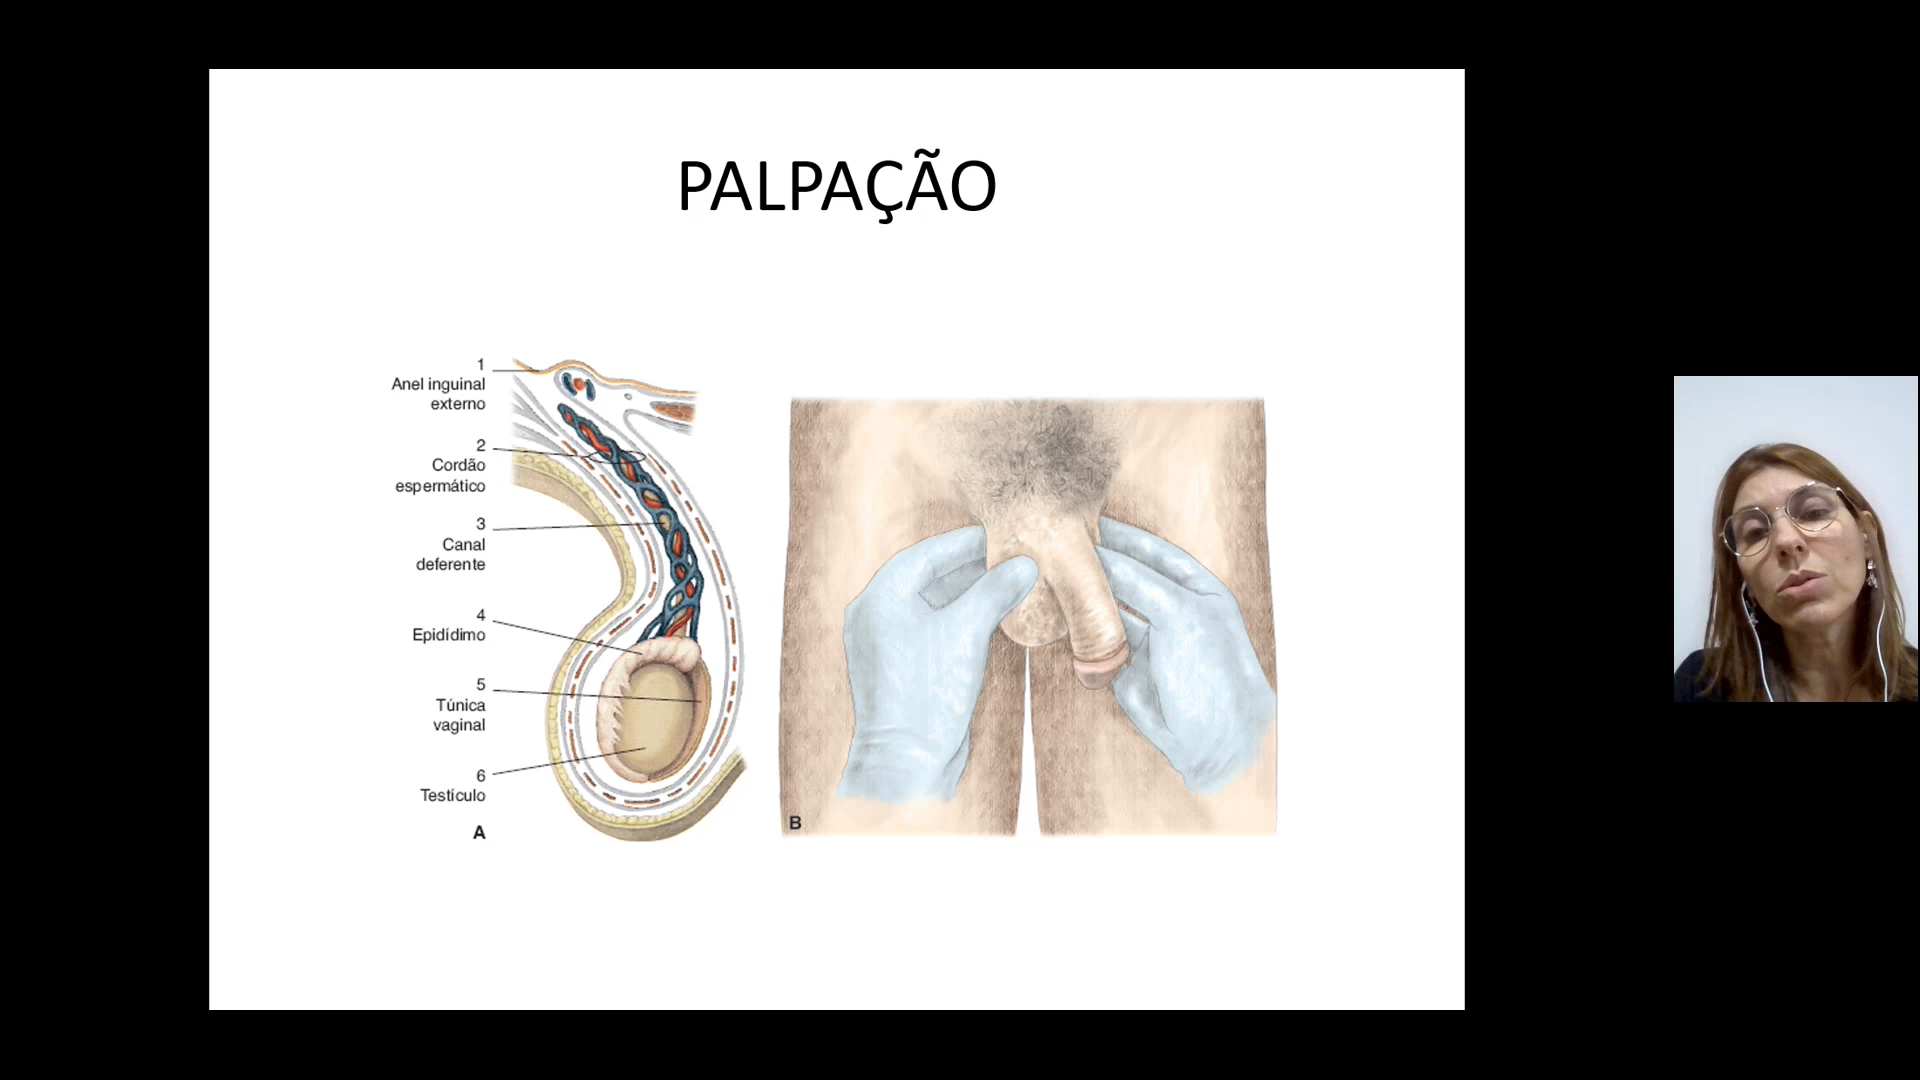 PALPAÇÃO
1
Anel inguinal
externo
2
Cordão
espermático
3
Canal
deferente
4
Epidídimo
5
Túnica
vaginal
6
Testículo
A
B